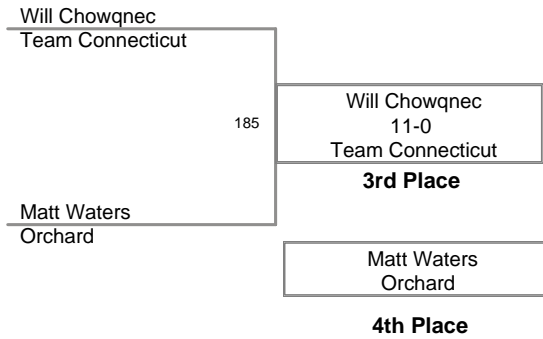 Will Chowqnec
Team Connecticut
185
Will Chowqnec
11-0
Team Connecticut
3rd Place
Matt Waters
Orchard
Matt Waters
Orchard
4th Place